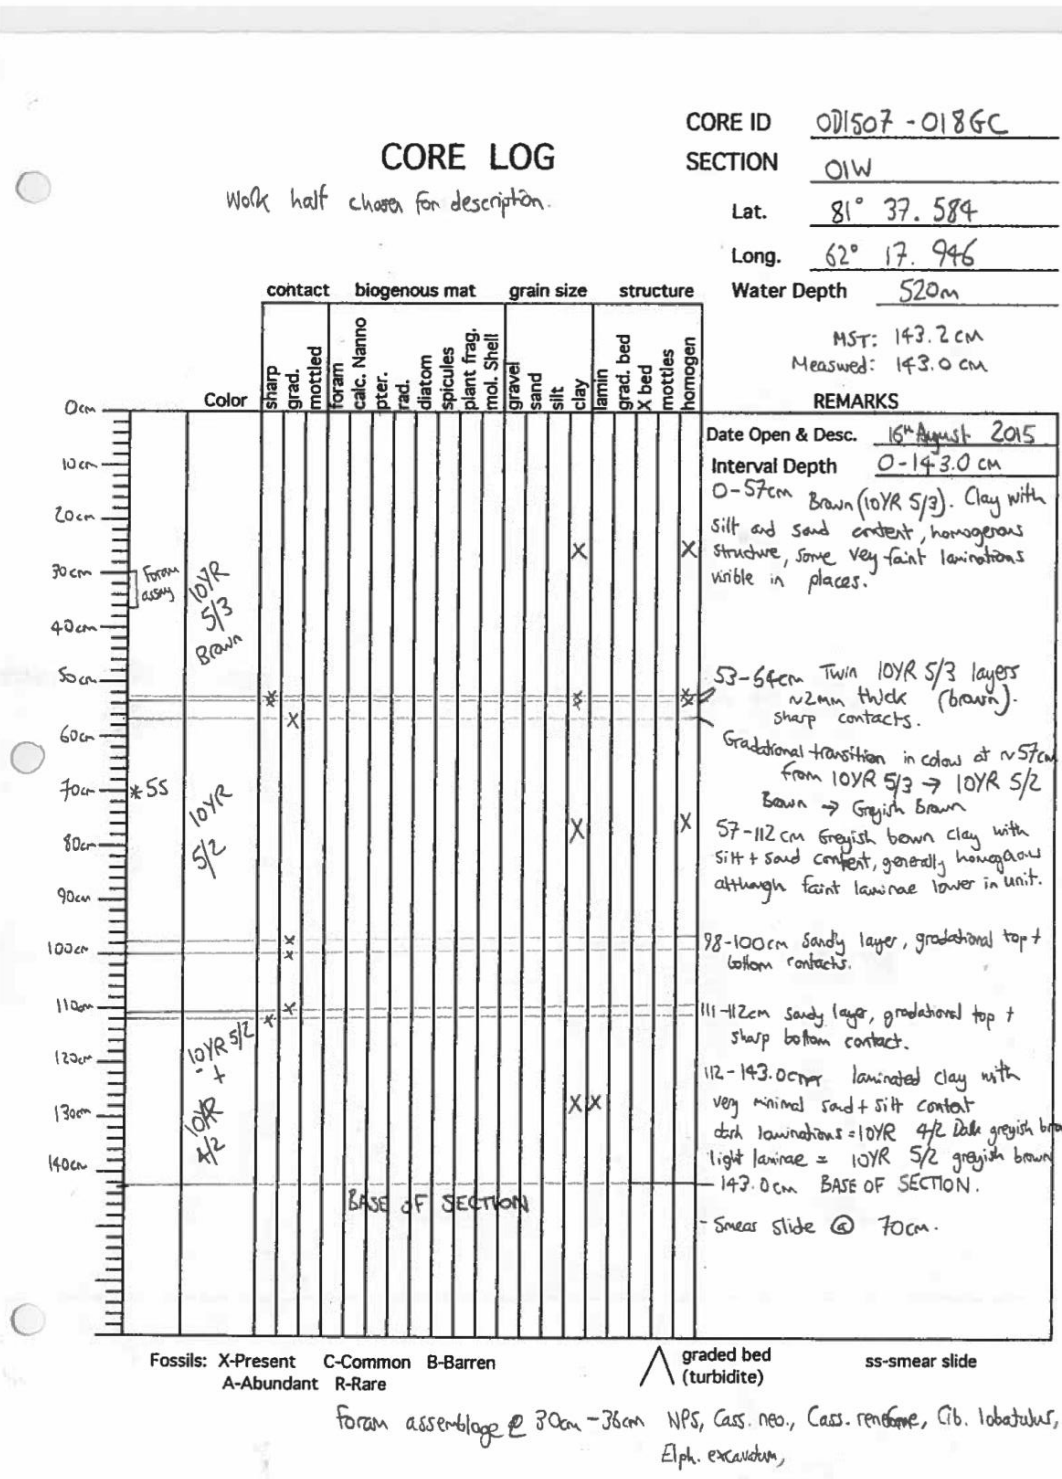 CORE ID OD1507-018GC
CORE LOG
SECTION 01W
Work half chosen for description.
Lat. 81° 37.584
Long. 62° 17.946
Water Depth 520m
MST: 143.2 cm
Measured: 143.0 cm
contact biogenous mat grain size structure
Color sharp grad. mottled foram calc. Nanno pter. rad. diatom spicules plant frag. mol. Shell gravel sand silt clay lamin grad. bed X bed mottles homogen
REMARKS
Date Open & Desc. 16th August 2015
Interval Depth 0-143.0 cm
0cm
10cm
20cm
30cm
40cm
50cm
60cm
70cm
80cm
90cm
100cm
110cm
120cm
130cm
140cm
Foram
assay
10YR
5/3
Brown
*SS
10YR
5/2
10YR 5/2
+
10YR
4/2
X X
X X X
X
X X
X
X
X
X
X X
0-57cm Brown (10YR 5/3). Clay with
silt and sand content, homogenous
structure, some very faint laminations
visible in places.
53-54cm Twin 10YR 5/3 layers
~2mm thick (brown).
sharp contacts.
Gradational transition in colour at ~57cm
from 10YR 5/3 → 10YR 5/2
Brown → Greyish Brown
57-112 cm Greyish brown clay with
silt + sand content, generally homogenous
although faint laminae lower in unit.
98-100cm Sandy layer, gradational top +
bottom contacts.
111-112cm sandy layer, gradational top +
sharp bottom contact.
112-143.0cm laminated clay with
very minimal sand + silt content
dark laminations = 10YR 4/2 Dark greyish bro
light laminae = 10YR 5/2 greyish brown
143.0cm BASE OF SECTION.
- Smear slide @ 70cm.
BASE OF SECTION
Fossils: X-Present C-Common B-Barren
A-Abundant R-Rare
graded bed
(turbidite)
ss-smear slide
Foram assemblage @ 30cm-36cm NPS, Cass. neo., Cass. reniforme, Cib. lobatulus,
Elph. excavatum,